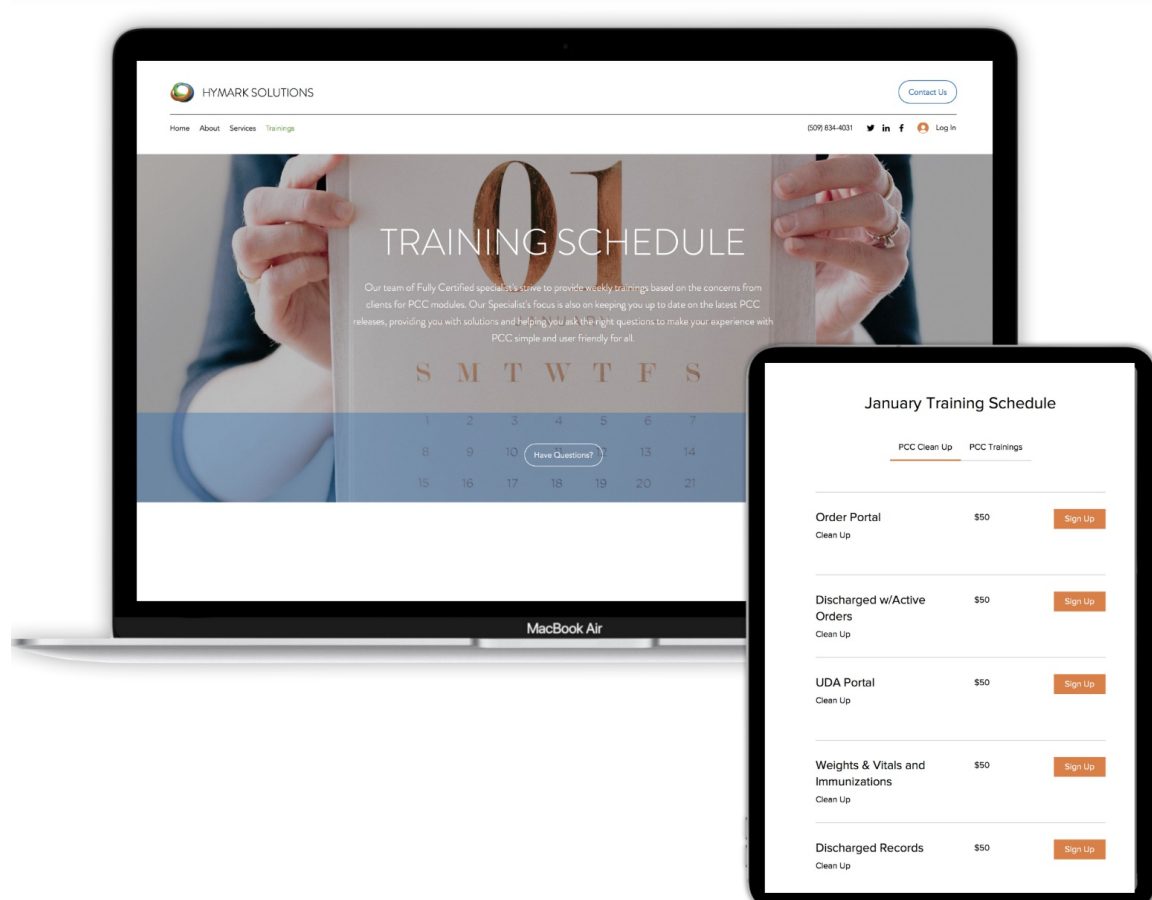 HYMARK SOLUTIONS
Contact Us
Home About Services Trainings
(509) 834-4031
Log In
01
TRAINING SCHEDULE
Our team of Fully Certified specialist's strive to provide weekly trainings based on the concerns from
clients for PCC modules. Our Specialist's focus is also on keeping you up to date on the latest PCC
releases, providing you with solutions and helping you ask the right questions to make your experience with
PCC simple and user friendly for all.
JANUARY
S M T W T F S
1 2 3 4 5 6 7
8 9 10 11 12 13 14
Have Questions?
15 16 17 18 19 20 21
MacBook Air
January Training Schedule
PCC Clean Up PCC Trainings
Order Portal $50 Sign Up
Clean Up
Discharged w/Active $50 Sign Up
Orders
Clean Up
UDA Portal $50 Sign Up
Clean Up
Weights & Vitals and $50 Sign Up
Immunizations
Clean Up
Discharged Records $50 Sign Up
Clean Up